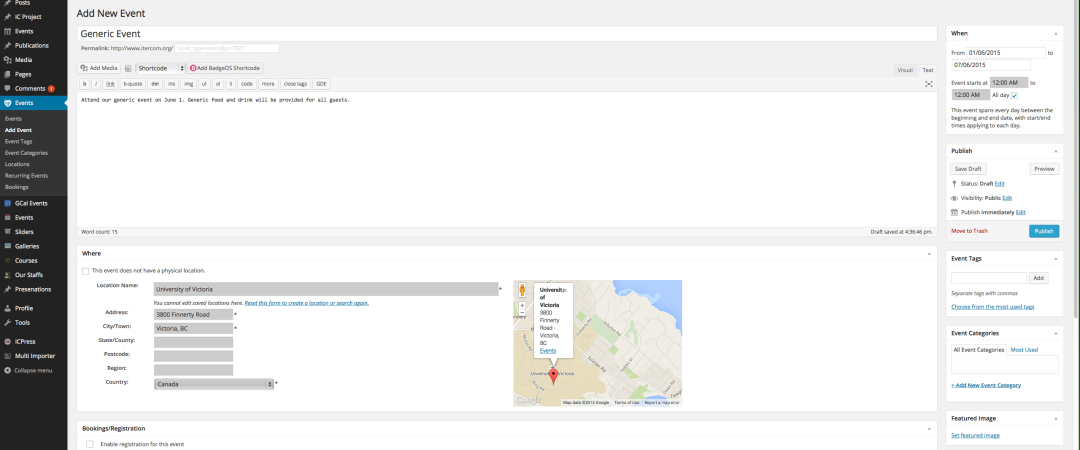 Posts
IC Project
Events
Publications
Media
Pages
Comments 1
Events
Events
Add Event
Event Tags
Event Categories
Locations
Recurring Events
Bookings
GCal Events
Events
Sliders
Galleries
Courses
Our Staffs
Presenations
Profile
Tools
ICPress
Multi Importer
Collapse menu
Add New Event
Generic Event
Permalink: http://www.itercom.org/ ?post_type=event&p=3827
Add Media Shortcode Add BadgeOS Shortcode
Visual Text
b i link b-quote del ins img ul ol li code more close tags GDE
Attend our generic event on June 1. Generic food and drink will be provided for all guests.
Word count: 15 Draft saved at 4:36:46 pm.
Where
This event does not have a physical location.
Location Name: University of Victoria *
You cannot edit saved locations here. Reset this form to create a location or search again.
Address: 3800 Finnerty Road *
City/Town: Victoria, BC *
State/County:
Postcode:
Region:
Country: Canada *
University
of
Victoria
3800
Finnerty
Road -
Victoria,
BC
Events
Sinclair Rd
Google Map data ©2015 Google Terms of Use Report a map error
Bookings/Registration
Enable registration for this event
When
From 01/06/2015 to
07/06/2015
Event starts at 12:00 AM to
12:00 AM All day
This event spans every day between the
beginning and end date, with start/end
times applying to each day.
Publish
Save Draft Preview
Status: Draft Edit
Visibility: Public Edit
Publish immediately Edit
Move to Trash Publish
Event Tags
Add
Separate tags with commas
Choose from the most used tags
Event Categories
All Event Categories Most Used
+ Add New Event Category
Featured Image
Set featured image